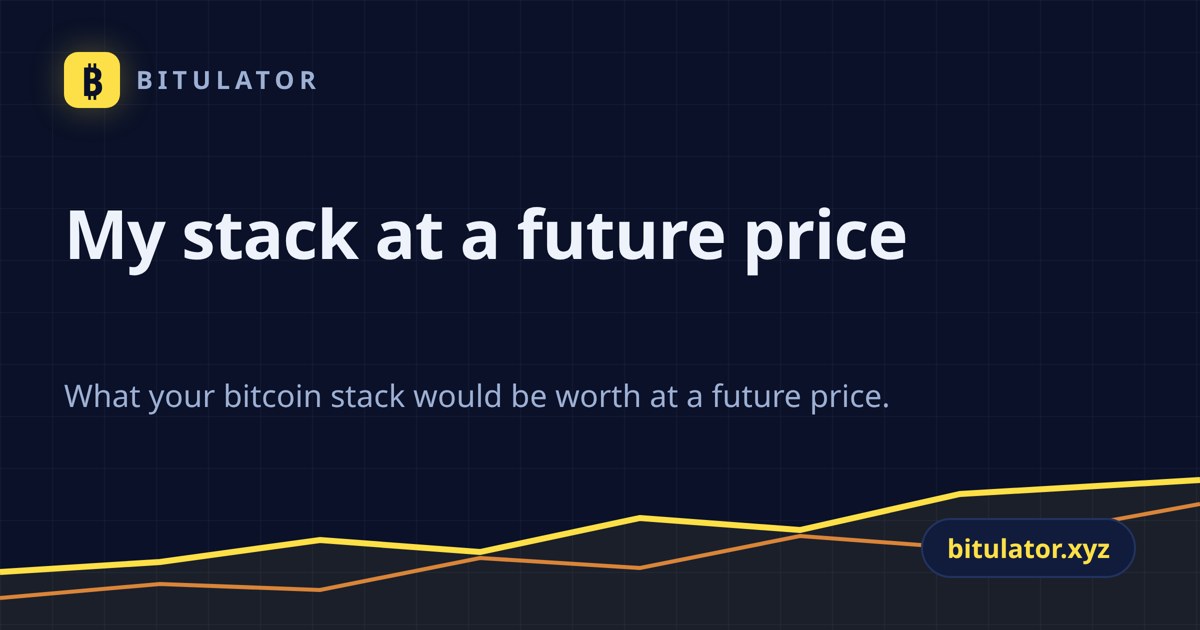 BITULATOR
My stack at a future price
What your bitcoin stack would be worth at a future price.
bitulator.xyz